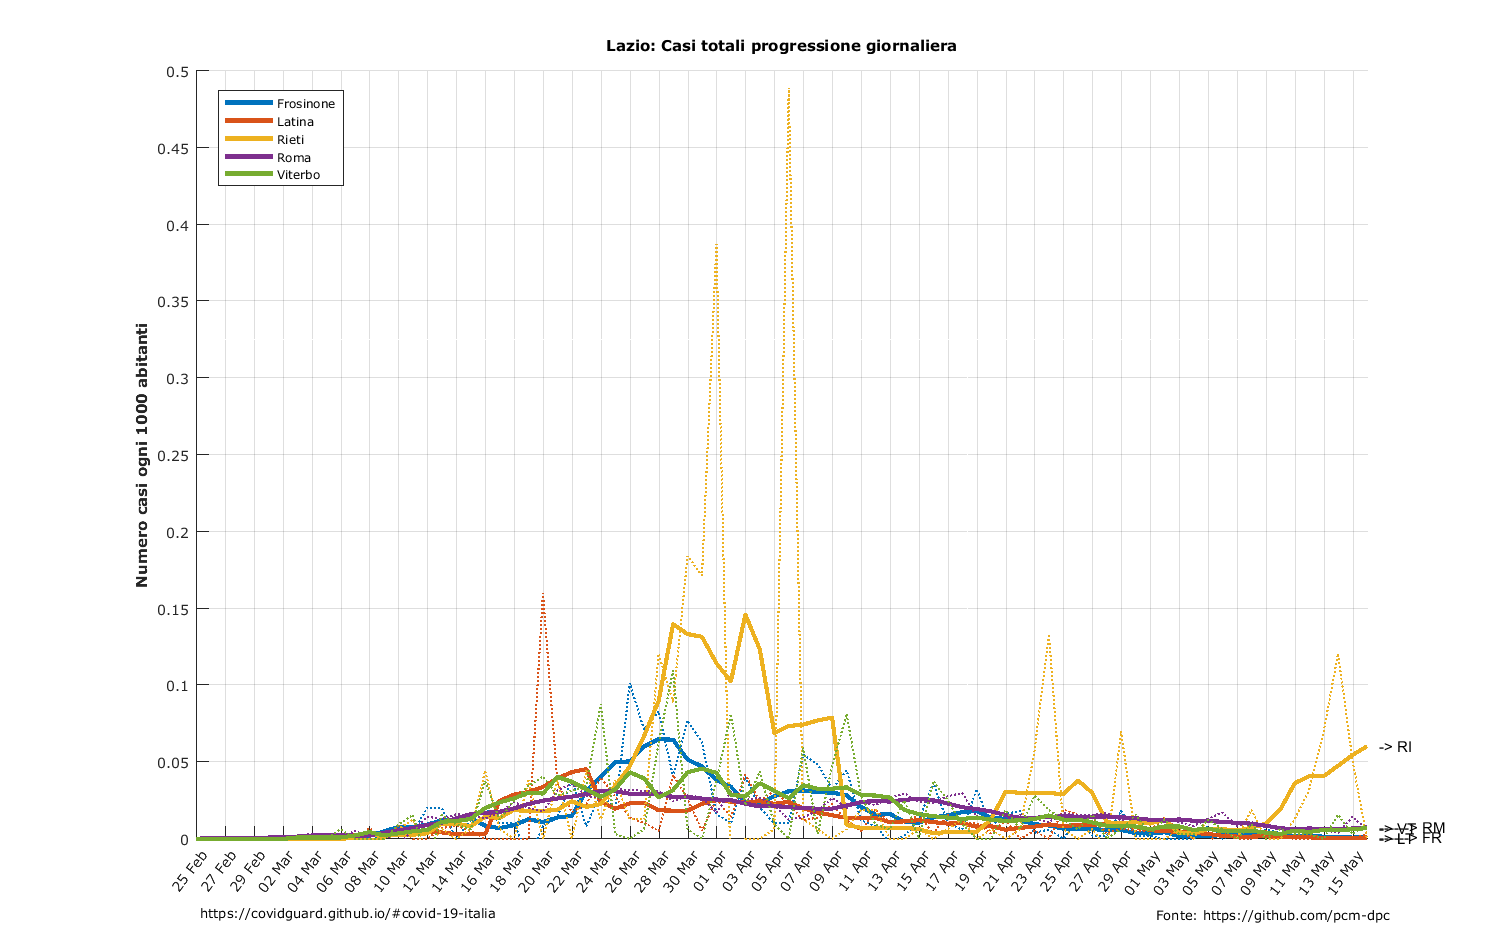 Lazio: Casi totali progressione giornaliera
Numero casi ogni 1000 abitanti
0.5
0.45
0.4
0.35
0.3
0.25
0.2
0.15
0.1
0.05
0
Frosinone
Latina
Rieti
Roma
Viterbo
-> RI
-> VT
-> RM
-> LT
-> FR
25 Feb
27 Feb
29 Feb
02 Mar
04 Mar
06 Mar
08 Mar
10 Mar
12 Mar
14 Mar
16 Mar
18 Mar
20 Mar
22 Mar
24 Mar
26 Mar
28 Mar
30 Mar
01 Apr
03 Apr
05 Apr
07 Apr
09 Apr
11 Apr
13 Apr
15 Apr
17 Apr
19 Apr
21 Apr
23 Apr
25 Apr
27 Apr
29 Apr
01 May
03 May
05 May
07 May
09 May
11 May
13 May
15 May
https://covidguard.github.io/#covid-19-italia
Fonte: https://github.com/pcm-dpc